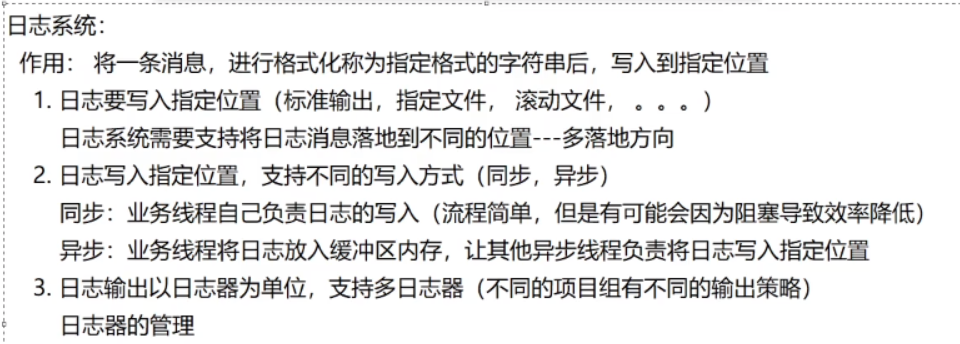 日志系统：
作用： 将一条消息，进行格式化称为指定格式的字符串后，写入到指定位置
1. 日志要写入指定位置（标准输出，指定文件， 滚动文件， 。。。）
日志系统需要支持将日志消息落地到不同的位置---多落地方向
2. 日志写入指定位置，支持不同的写入方式（同步，异步）
同步：业务线程自己负责日志的写入（流程简单，但是有可能会因为阻塞导致效率降低）
异步：业务线程将日志放入缓冲区内存，让其他异步线程负责将日志写入指定位置
3. 日志输出以日志器为单位，支持多日志器（不同的项目组有不同的输出策略）
日志器的管理